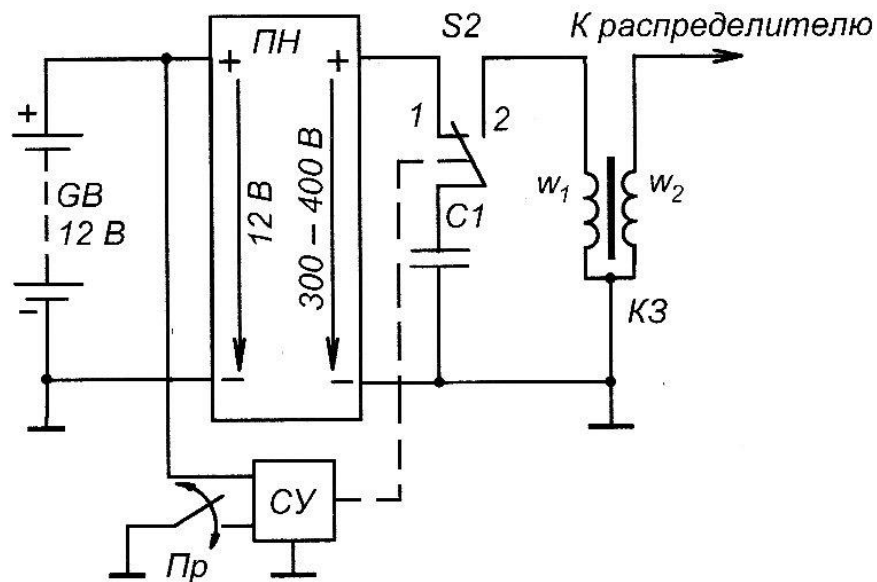 S2
К распределителю
ПН
+
+
+
1
2
GB
12 В
12 В
300 – 400 В
C1
w₁
w₂
КЗ
–
–
–
СУ
Пр